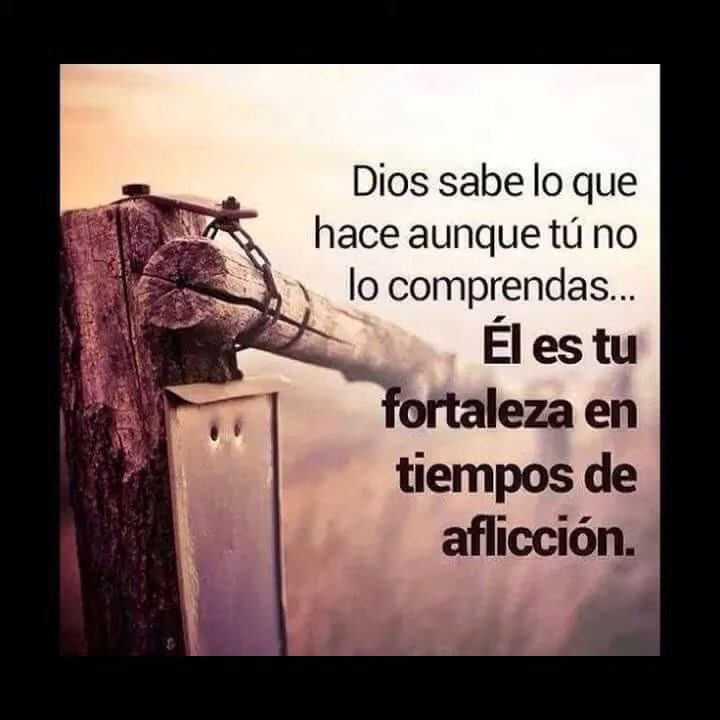 Dios sabe lo que
hace aunque tú no
lo comprendas...
Él es tu
fortaleza en
tiempos de
aflicción.